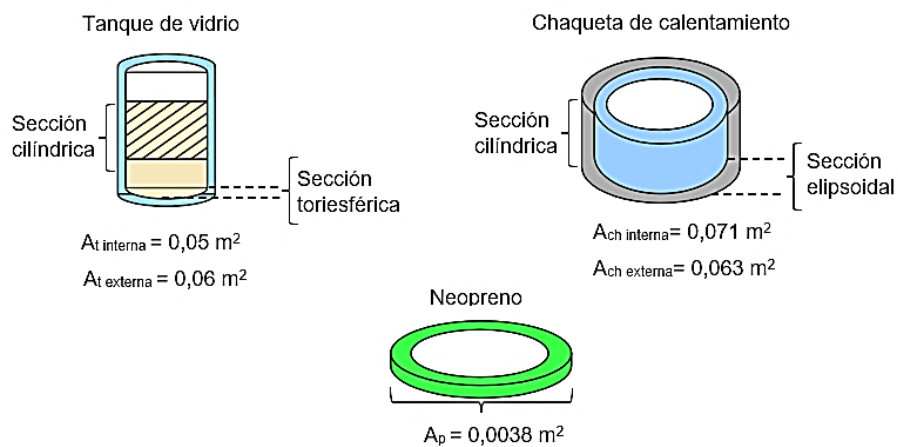 Tanque de vidrio
Chaqueta de calentamiento
Sección
cilíndrica
Sección
toriesférica
Sección
cilíndrica
Sección
elipsoidal
At interna = 0,05 m²
At externa = 0,06 m²
Ach interna= 0,071 m²
Ach externa= 0,063 m²
Neopreno
Ap = 0,0038 m²